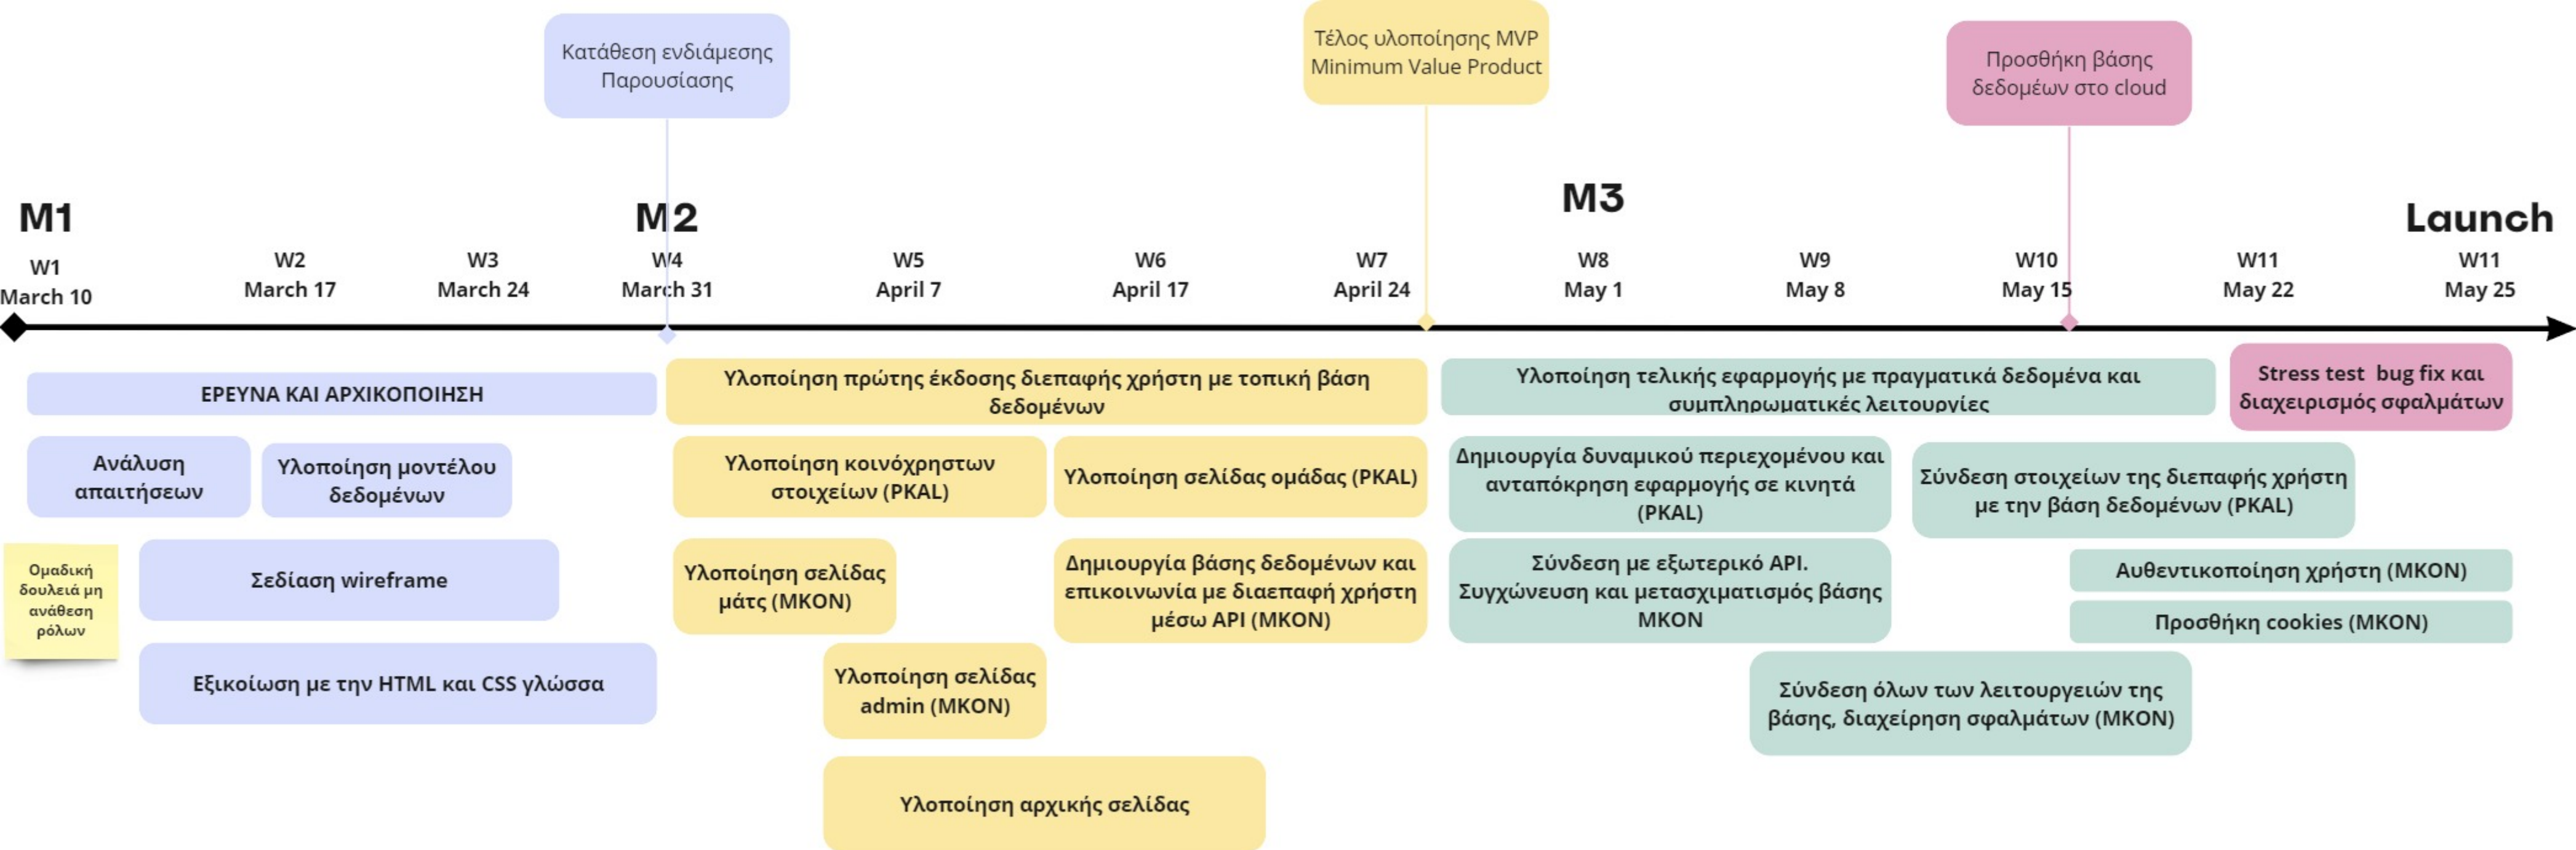 Κατάθεση ενδιάμεσης
Παρουσίασης
Τέλος υλοποίησης MVP
Minimum Value Product
Προσθήκη βάσης
δεδομέων στο cloud
M1
M2
M3
Launch
W1
March 10
W2
March 17
W3
March 24
W4
March 31
W5
April 7
W6
April 17
W7
April 24
W8
May 1
W9
May 8
W10
May 15
W11
May 22
W11
May 25
ΕΡΕΥΝΑ ΚΑΙ ΑΡΧΙΚΟΠΟΙΗΣΗ
Υλοποίηση πρώτης έκδοσης διεπαφής χρήστη με τοπική βάση
δεδομένων
Υλοποίηση τελικής εφαρμογής με πραγματικά δεδομένα και
συμπληρωματικές λειτουργίες
Stress test bug fix και
διαχειρισμός σφαλμάτων
Ανάλυση
απαιτήσεων
Υλοποίηση μοντέλου
δεδομένων
Υλοποίηση κοινόχρηστων
στοιχείων (PKAL)
Υλοποίηση σελίδας ομάδας (PKAL)
Δημιουργία δυναμικού περιεχομένου και
ανταπόκρηση εφαρμογής σε κινητά
(PKAL)
Σύνδεση στοιχείων της διεπαφής χρήστη
με την βάση δεδομένων (PKAL)
Ομαδική
δουλειά μη
ανάθεση
ρόλων
Σεδίαση wireframe
Υλοποίηση σελίδας
μάτς (MKON)
Δημιουργία βάσης δεδομένων και
επικοινωνία με διαεπαφή χρήστη
μέσω API (MKON)
Σύνδεση με εξωτερικό API.
Συγχώνευση και μετασχιματισμός βάσης
MKON
Αυθεντικοποίηση χρήστη (MKON)
Προσθήκη cookies (MKON)
Εξικοίωση με την HTML και CSS γλώσσα
Υλοποίηση σελίδας
admin (MKON)
Σύνδεση όλων των λειτουργειών της
βάσης, διαχείρηση σφαλμάτων (MKON)
Υλοποίηση αρχικής σελίδας